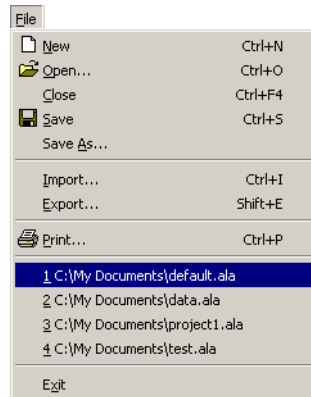 File
New Ctrl+N
Open... Ctrl+O
Close Ctrl+F4
Save Ctrl+S
Save As...
Import... Ctrl+I
Export... Shift+E
Print... Ctrl+P
1 C:\My Documents\default.ala
2 C:\My Documents\data.ala
3 C:\My Documents\project1.ala
4 C:\My Documents\test.ala
Exit